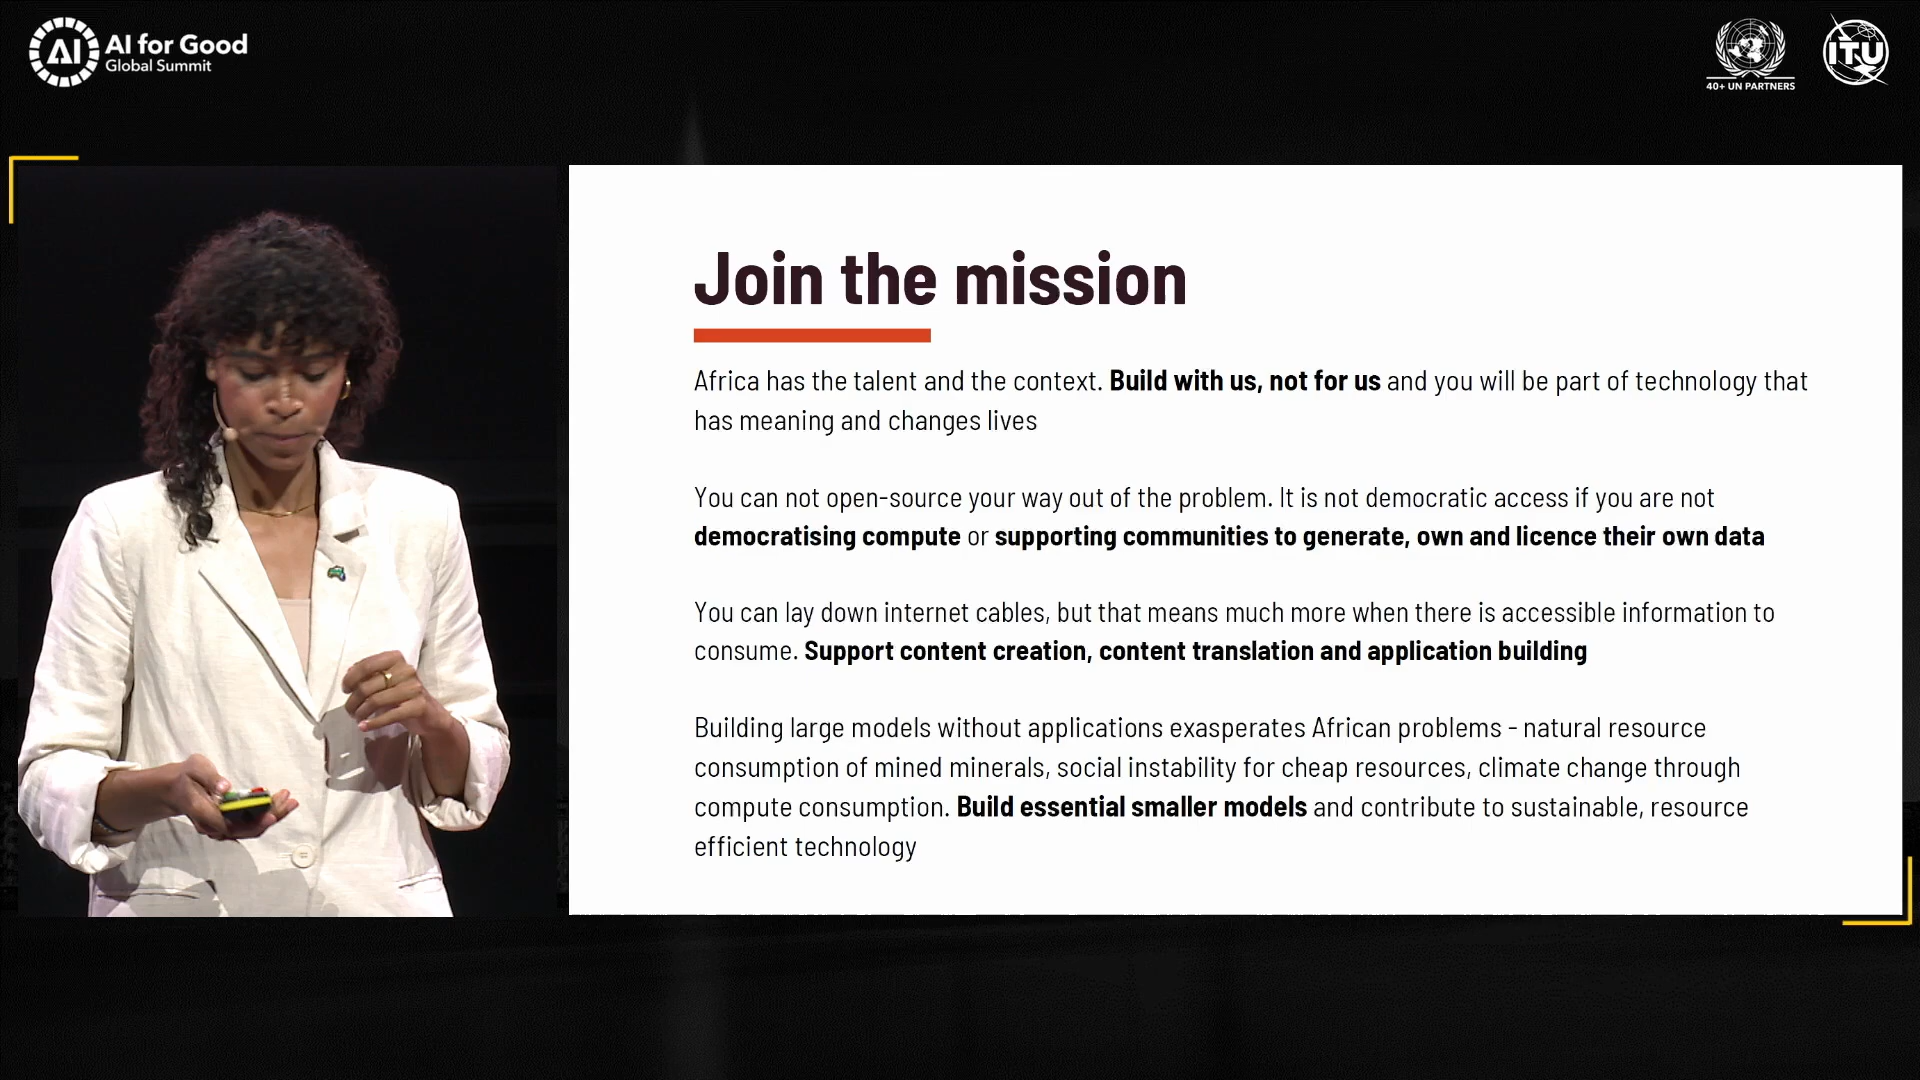 AI
AI for Good
Global Summit
40+ UN PARTNERS
ITU
Join the mission
Africa has the talent and the context. Build with us, not for us and you will be part of technology that
has meaning and changes lives
You can not open-source your way out of the problem. It is not democratic access if you are not
democratising compute or supporting communities to generate, own and licence their own data
You can lay down internet cables, but that means much more when there is accessible information to
consume. Support content creation, content translation and application building
Building large models without applications exasperates African problems - natural resource
consumption of mined minerals, social instability for cheap resources, climate change through
compute consumption. Build essential smaller models and contribute to sustainable, resource
efficient technology